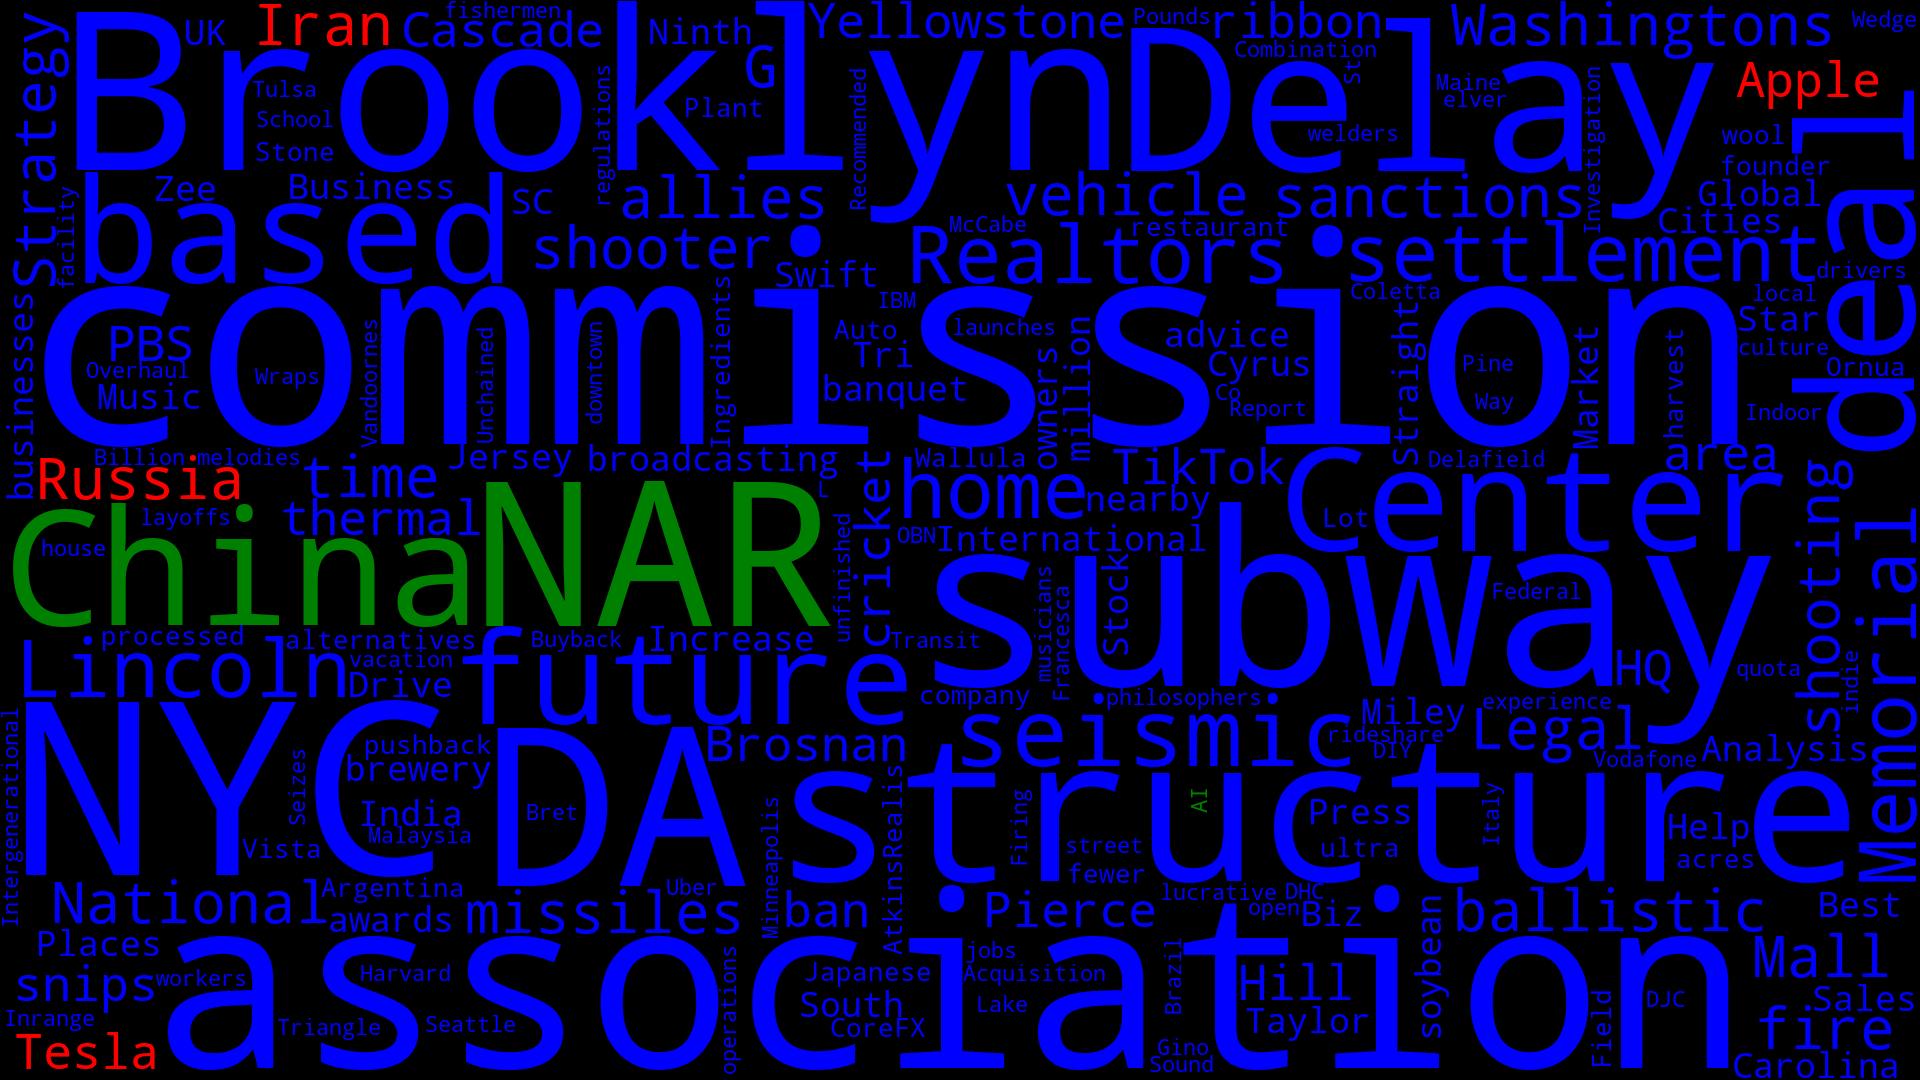 fishermen
UK Iran Cascade Ninth Yellowstone Pounds ribbon Washingtons Wedge
Strategy Brooklyn G Delay Combination St Apple
Tulsa Plant Maine elver
School regulations Recommended welders Investigation wool deal
Stone founder
facility Zee Business SC allies vehicle sanctions Global
based shooter McCabe restaurant Cities
Swift Realtors settlement drivers
businesses commission Ingredients IBM Coletta local
PBS Vandoornes Unchained downtown Auto launches advice Straight Market Star
Overhaul Tri owners million Cyrus Pine harvest culture
Wraps banquet Co Ornua
Music Report Way Indoor
Billion melodies Jersey broadcasting Wallula TikTok Delafield area
Russia time r cricket home nearby Center shooting
China layoffs thermal NAR unfinished Lot Memorial
house OBN International subway
processed alternatives Buyback Increase Transit musicians Francesca Stock Federal
Lincoln vacation future HQ quota indie
Drive company philosophers experience
Intergenerational NYC DA Brosnan seismic Miley Legal
pushback rideshare DIY Vodafone Analysis
Seizes brewery structure AI Italy
India Bret Minneapolis AtkinsRealis Firing Press Help
Malaysia
Vista street ultra acres
fewer
National Argentina Uber lucrative DHC
awards missiles ban Pierce open Biz soybean ballistic Best
Places association jobs Brazil Mall
snips workers Harvard operations Japanese Acquisition Hill Field DJC Sales
Inrange South Lake Taylor
Triangle Seattle CoreFX fire
Tesla Gino
Sound Carolina